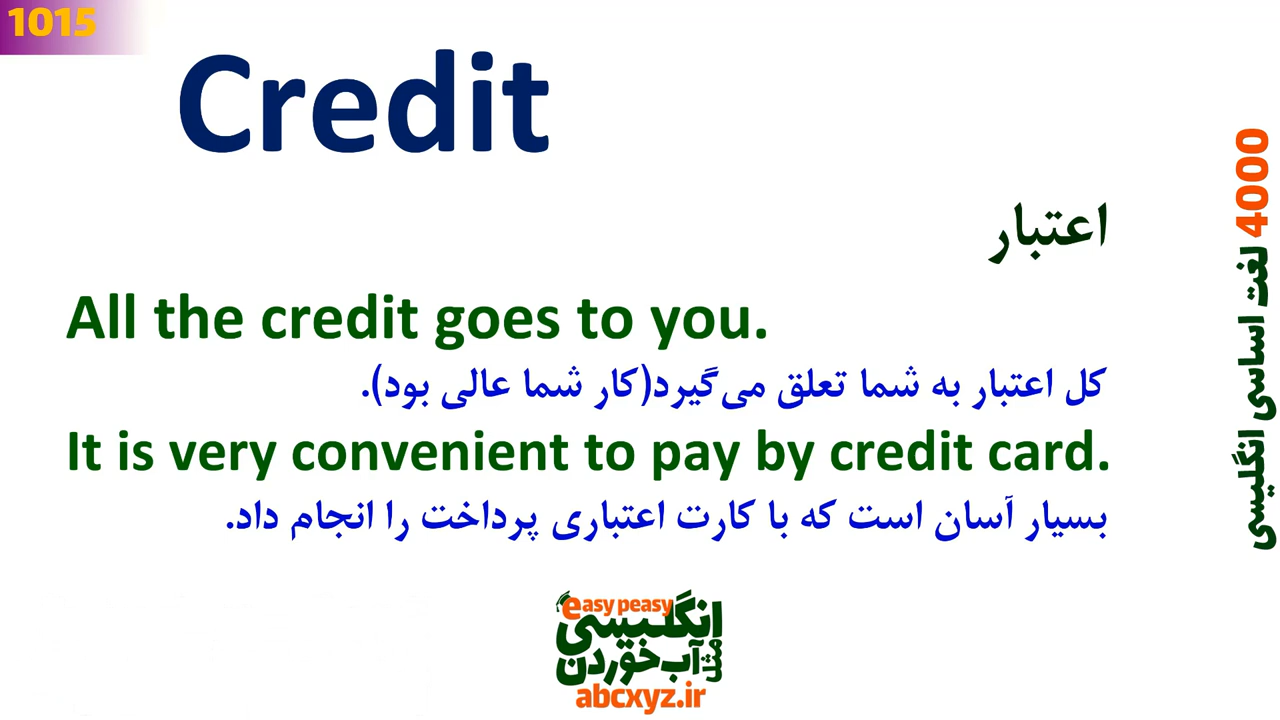 1015
Credit
اعتبار
All the credit goes to you.
کل اعتبار به شما تعلق می‌گیرد(کار شما عالی بود).
It is very convenient to pay by credit card.
بسیار آسان است که با کارت اعتباری پرداخت را انجام داد.
4000 لغت اساسی انگلیسی
easy peasy
انگلیسی
مثل آب خوردن
abcxyz.ir